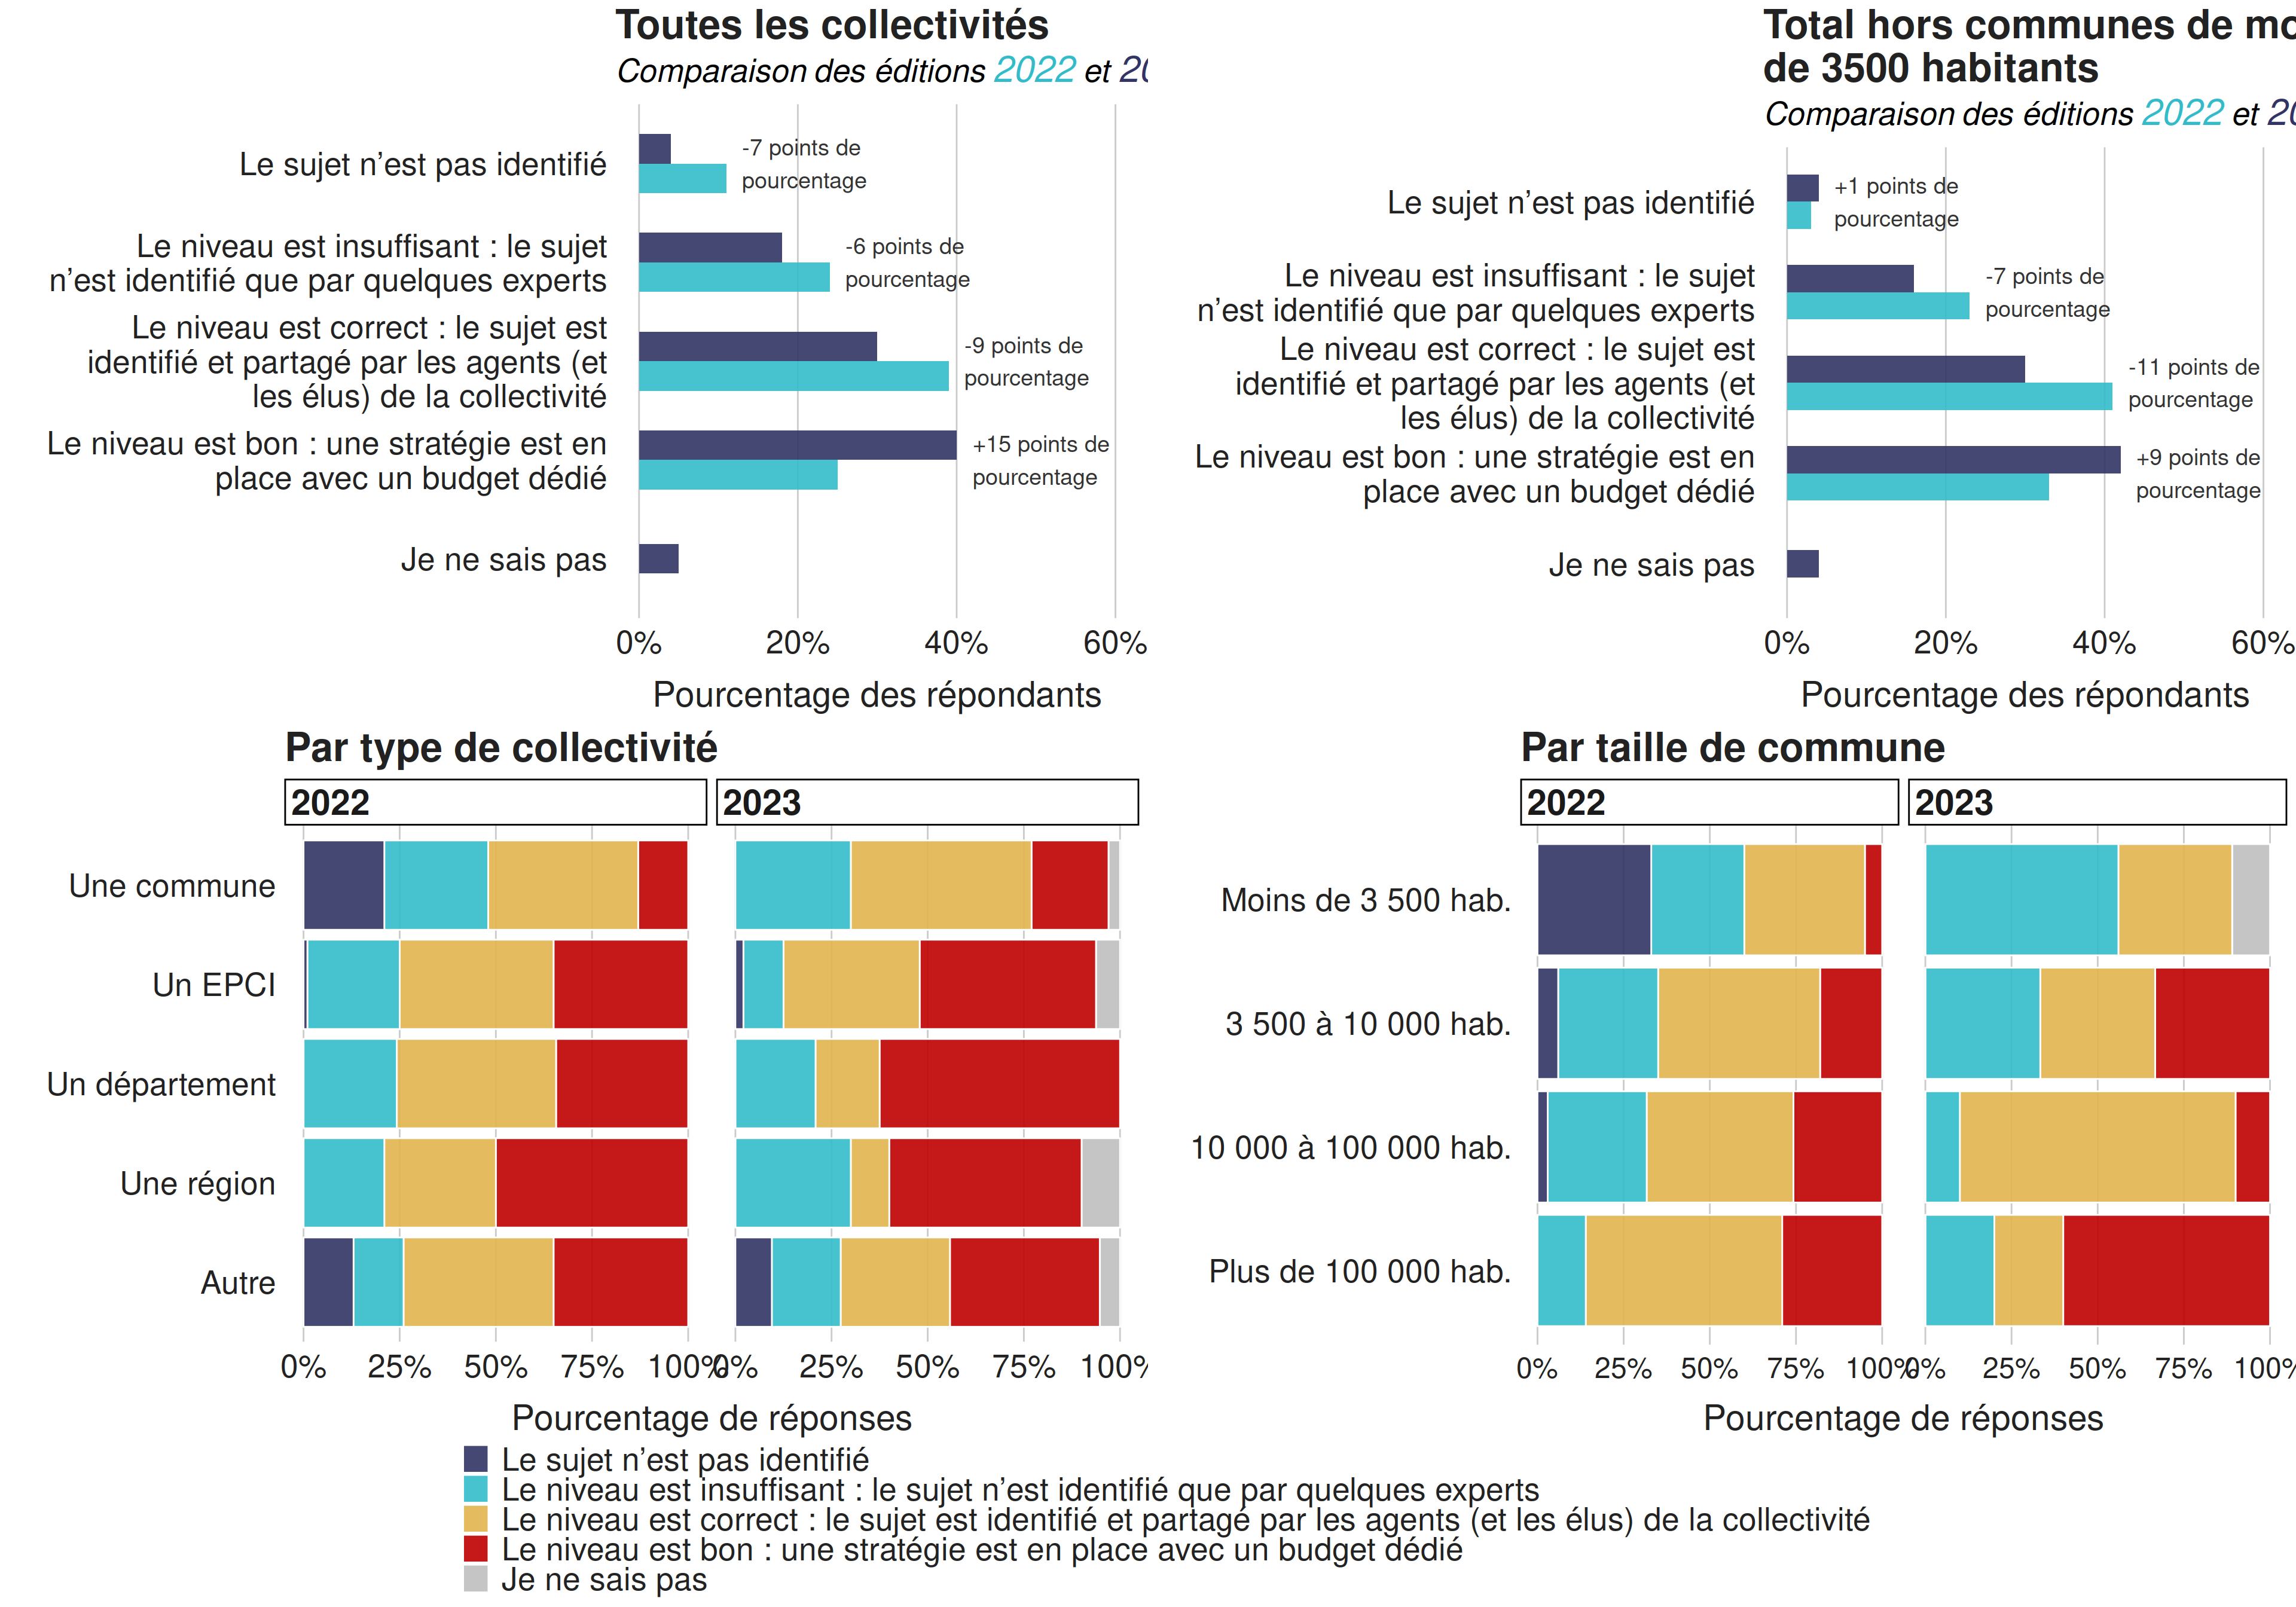 Toutes les collectivités
Comparaison des éditions 2022 et 20
Le sujet n’est pas identifié
-7 points de
pourcentage
Le niveau est insuffisant : le sujet
n’est identifié que par quelques experts
-6 points de
pourcentage
Le niveau est correct : le sujet est
identifié et partagé par les agents (et
les élus) de la collectivité
-9 points de
pourcentage
Le niveau est bon : une stratégie est en
place avec un budget dédié
+15 points de
pourcentage
Je ne sais pas
0% 20% 40% 60%
Pourcentage des répondants
Total hors communes de mo
de 3500 habitants
Comparaison des éditions 2022 et 20
Le sujet n’est pas identifié
+1 points de
pourcentage
Le niveau est insuffisant : le sujet
n’est identifié que par quelques experts
-7 points de
pourcentage
Le niveau est correct : le sujet est
identifié et partagé par les agents (et
les élus) de la collectivité
-11 points de
pourcentage
Le niveau est bon : une stratégie est en
place avec un budget dédié
+9 points de
pourcentage
Je ne sais pas
0% 20% 40% 60%
Pourcentage des répondants
Par type de collectivité
2022 2023
Une commune
Un EPCI
Un département
Une région
Autre
0% 25% 50% 75% 100% 0% 25% 50% 75% 100%
Pourcentage de réponses
Par taille de commune
2022 2023
Moins de 3 500 hab.
3 500 à 10 000 hab.
10 000 à 100 000 hab.
Plus de 100 000 hab.
0% 25% 50% 75% 100% 0% 25% 50% 75% 100%
Pourcentage de réponses
Le sujet n’est pas identifié
Le niveau est insuffisant : le sujet n’est identifié que par quelques experts
Le niveau est correct : le sujet est identifié et partagé par les agents (et les élus) de la collectivité
Le niveau est bon : une stratégie est en place avec un budget dédié
Je ne sais pas